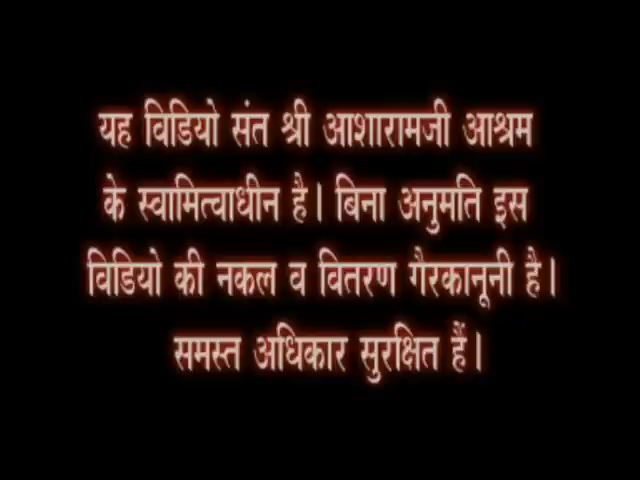 यह विडियो संत श्री आशारामजी आश्रम
के स्वामित्वाधीन है। बिना अनुमति इस
विडियो की नकल व वितरण गैरकानूनी है।
समस्त अधिकार सुरक्षित हैं।